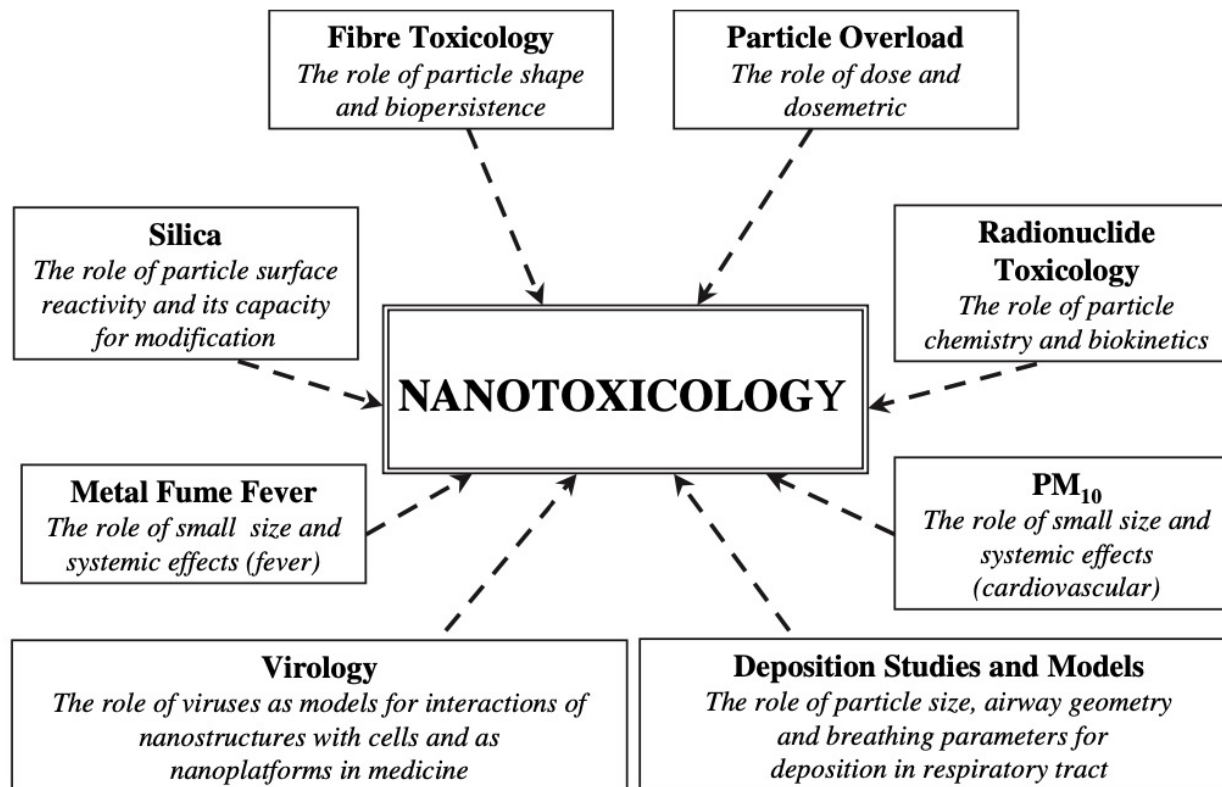 Fibre Toxicology
The role of particle shape
and biopersistence
Particle Overload
The role of dose and
dosemetric
Silica
The role of particle surface
reactivity and its capacity
for modification
Radionuclide
Toxicology
The role of particle
chemistry and biokinetics
NANOTOXICOLOGY
Metal Fume Fever
The role of small size and
systemic effects (fever)
PM10
The role of small size and
systemic effects
(cardiovascular)
Virology
The role of viruses as models for interactions of
nanostructures with cells and as
nanoplatforms in medicine
Deposition Studies and Models
The role of particle size, airway geometry
and breathing parameters for
deposition in respiratory tract